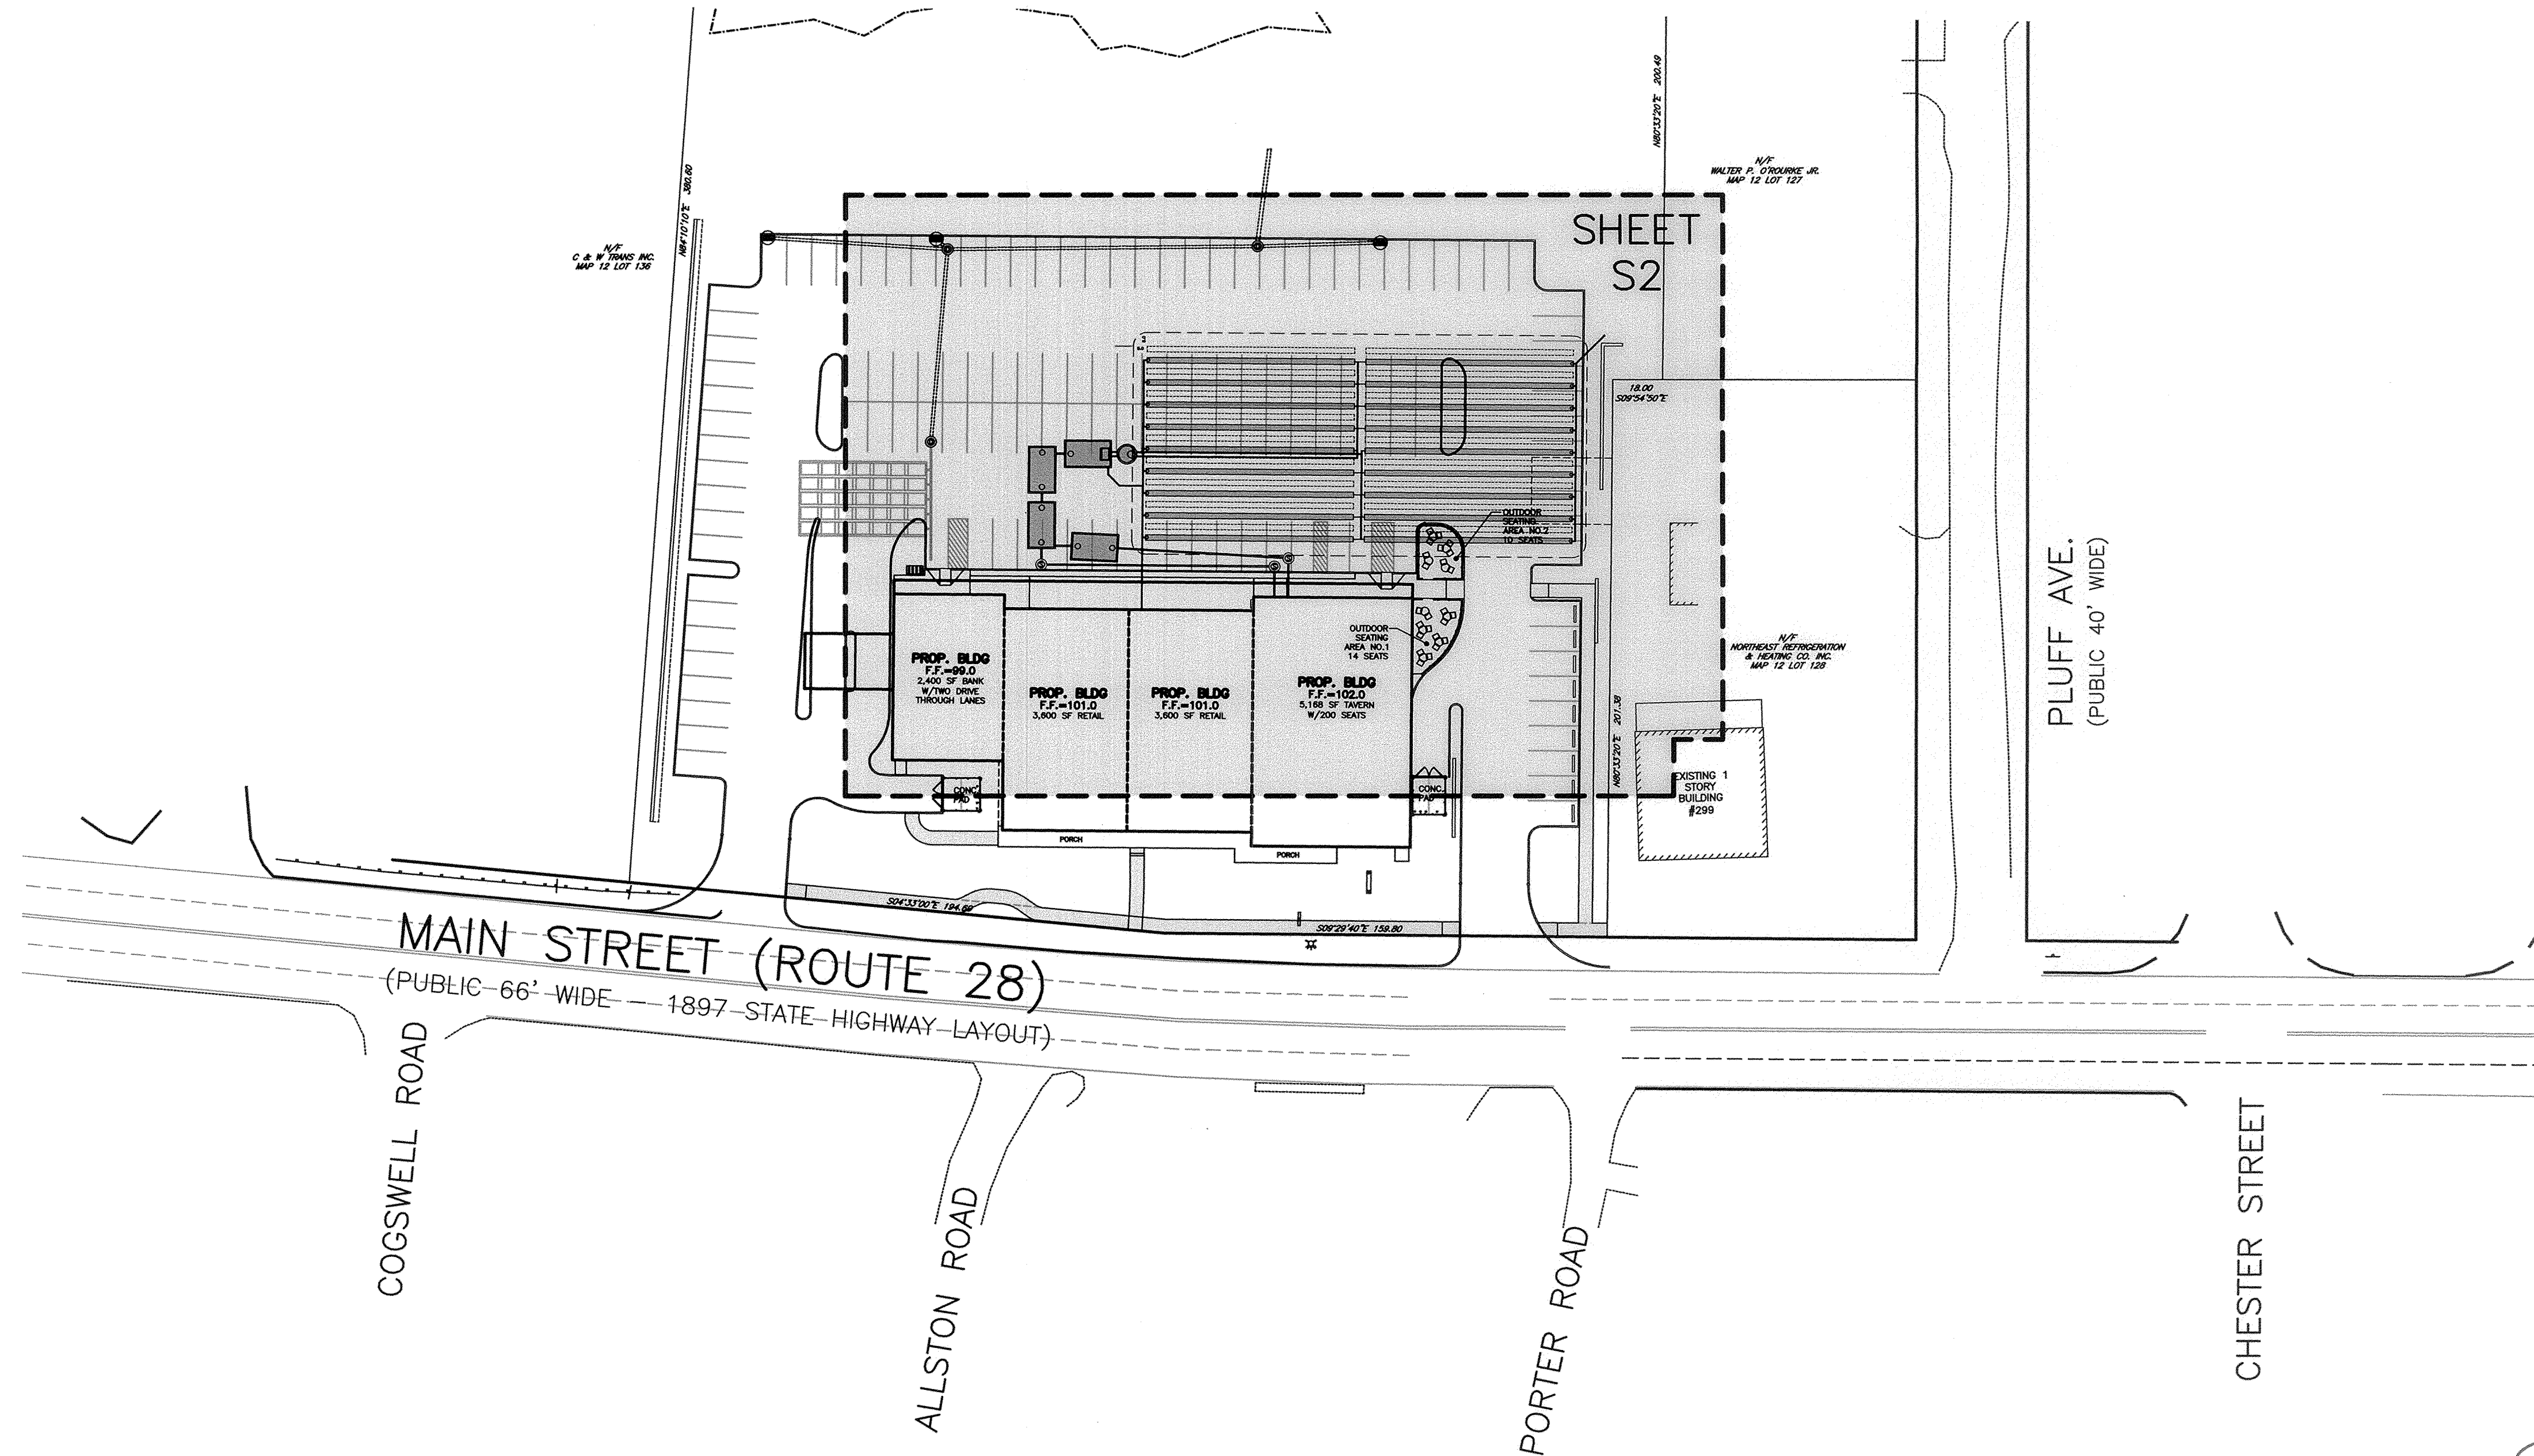 N80°33'20"E 200.49
N/F
WALTER P. O'ROURKE JR.
MAP 12 LOT 127
N84°10'10"E 380.60
N/F
C & W TRANS INC.
MAP 12 LOT 136
SHEET
S2
18.00
S09°54'50"E
OUTDOOR
SEATING
AREA NO.2
10 SEATS
PLUFF AVE.
(PUBLIC 40' WIDE)
OUTDOOR
SEATING
AREA NO.1
14 SEATS
N/F
NORTHEAST REFRIGERATION
& HEATING CO. INC.
MAP 12 LOT 128
PROP. BLDG
F.F.=99.0
2,400 SF BANK
W/TWO DRIVE
THROUGH LANES
PROP. BLDG
F.F.=101.0
3,600 SF RETAIL
PROP. BLDG
F.F.=101.0
3,600 SF RETAIL
PROP. BLDG
F.F.=102.0
5,168 SF TAVERN
W/200 SEATS
N80°33'20"E 201.38
CONC.
PAD
CONC.
PAD
EXISTING 1
STORY
BUILDING
#299
PORCH
PORCH
S04°33'00"E 194.69
S09°29'40"E 159.80
MAIN STREET (ROUTE 28)
(PUBLIC 66' WIDE - 1897 STATE HIGHWAY LAYOUT)
COGSWELL ROAD
ALLSTON ROAD
PORTER ROAD
CHESTER STREET